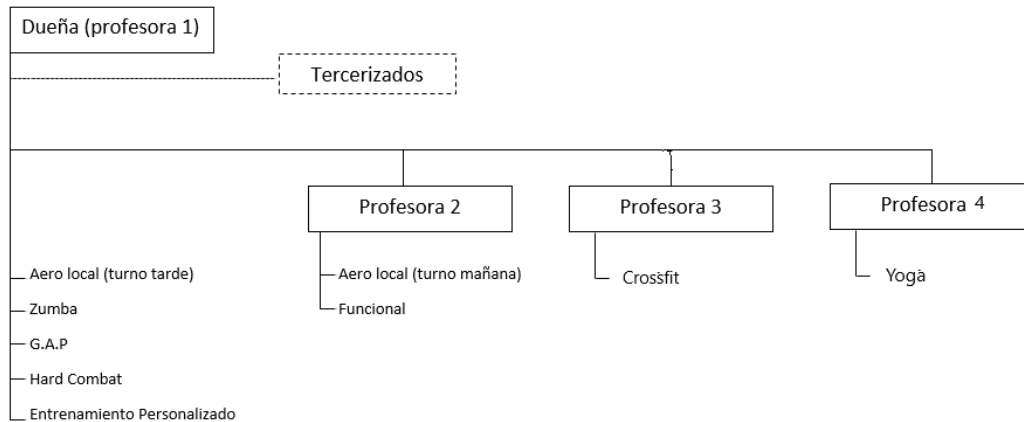 Dueña (profesora 1)
Tercerizados
Profesora 2
Profesora 3
Profesora 4
Aero local (turno tarde)
Zumba
G.A.P
Hard Combat
Entrenamiento Personalizado
Aero local (turno mañana)
Funcional
Crossfit
Yoga